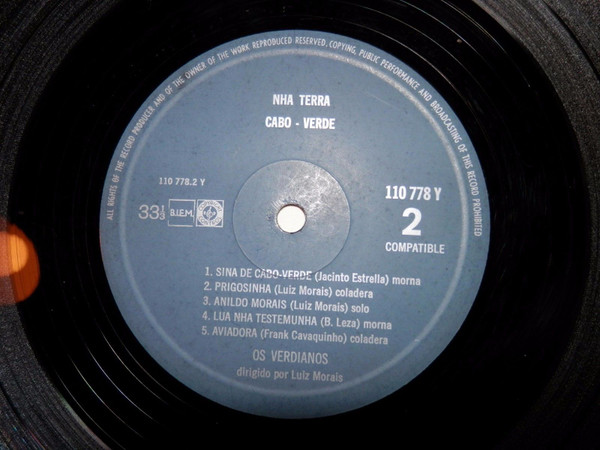 ALL RIGHTS OF THE RECORD PRODUCER AND OF THE OWNER OF THE WORK REPRODUCED RESERVED, COPYING, PUBLIC PERFORMANCE AND BROADCASTING OF THIS RECORD PROHIBITED
NHA TERRA
CABO - VERDE
110 778.2 Y
110 778 Y
33⅓
B.I.E.M.
2
COMPATIBLE
1. SINA DE CABO-VERDE (Jacinto Estrella) morna
2. PRIGOSINHA (Luiz Morais) coladera
3. ANILDO MORAIS (Luiz Morais) solo
4. LUA NHA TESTEMUNHA (B. Leza) morna
5. AVIADORA (Frank Cavaquinho) coladera
OS VERDIANOS
dirigido por Luiz Morais